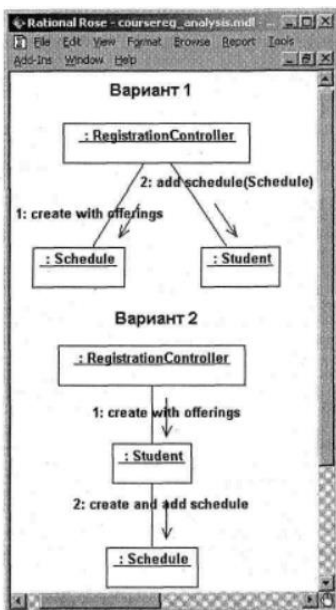 Rational Rose - coursereg_analysis.mdl - ...
File Edit View Format Browse Report Tools
Add-Ins Window Help
Вариант 1
: RegistrationController
2: add schedule(Schedule)
1: create with offerings
: Schedule
: Student
Вариант 2
: RegistrationController
1: create with offerings
: Student
2: create and add schedule
: Schedule